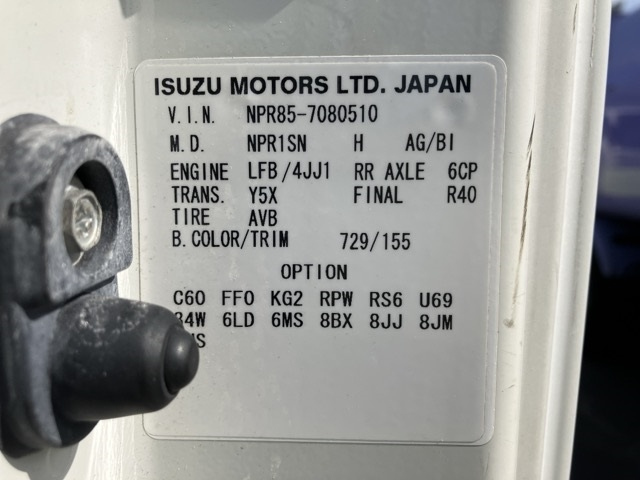 ISUZU MOTORS LTD. JAPAN
V.I.N. NPR85-7080510
M.D. NPR1SN H AG/BI
ENGINE LFB/4JJ1 RR AXLE 6CP
TRANS. Y5X FINAL R40
TIRE AVB
B.COLOR/TRIM 729/155
OPTION
C60 FF0 KG2 RPW RS6 U69
6LD 6MS 8BX 8JJ 8JM